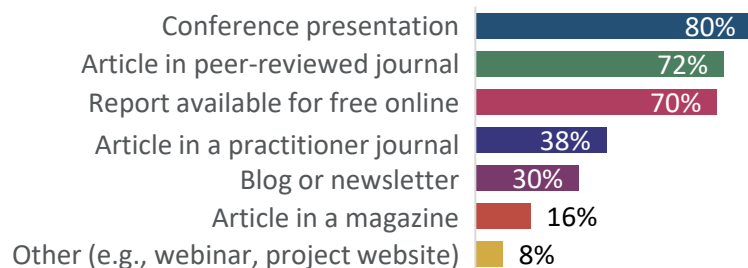 Conference presentation 80%
Article in peer-reviewed journal 72%
Report available for free online 70%
Article in a practitioner journal 38%
Blog or newsletter 30%
Article in a magazine 16%
Other (e.g., webinar, project website) 8%